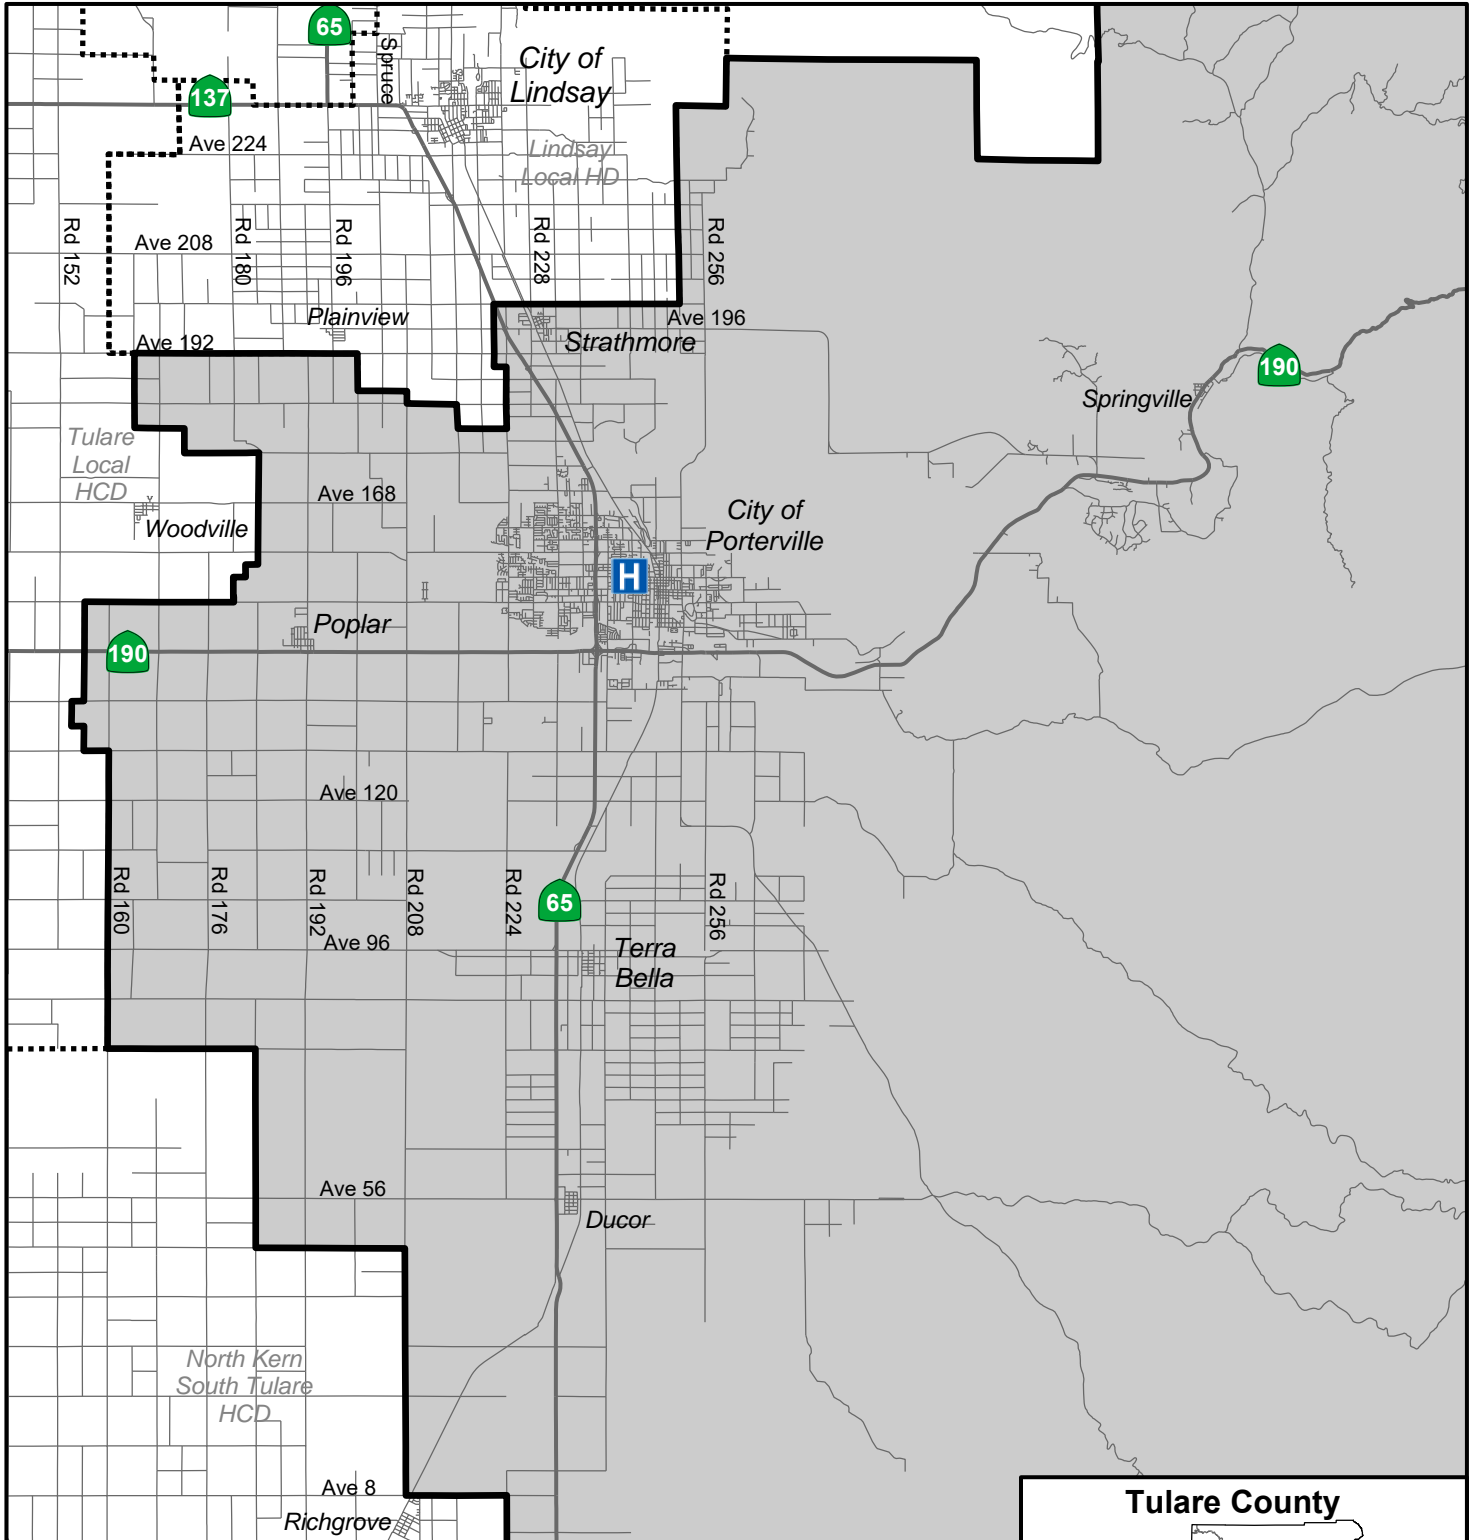 65
Spruce
City of
Lindsay
137
Ave 224
Lindsay
Local HD
Rd 152
Ave 208
Rd 180
Rd 196
Rd 228
Rd 256
Plainview
Ave 196
Ave 192
Strathmore
190
Springville
Tulare
Local
HCD
Ave 168
Woodville
City of
Porterville
H
Poplar
190
Ave 120
Rd 160
Rd 176
Rd 192
Rd 208
Rd 224
65
Rd 256
Ave 96
Terra
Bella
Ave 56
Ducor
North Kern
South Tulare
HCD
Ave 8
Richgrove
Tulare County